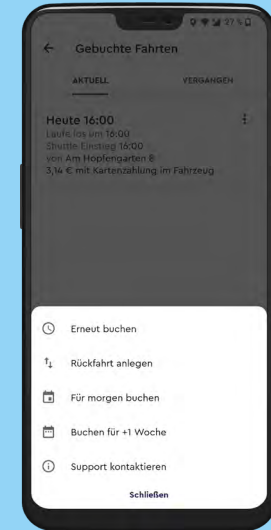 27 %
Gebuchte Fahrten
AKTUELL
VERGANGEN
Heute 16:00
Laufe los um 16:00
Shuttle Einstieg 16:00
von Am Hopfengarten 8
3,14 € mit Kartenzahlung im Fahrzeug
Erneut buchen
Rückfahrt anlegen
Für morgen buchen
Buchen für +1 Woche
Support kontaktieren
Schließen